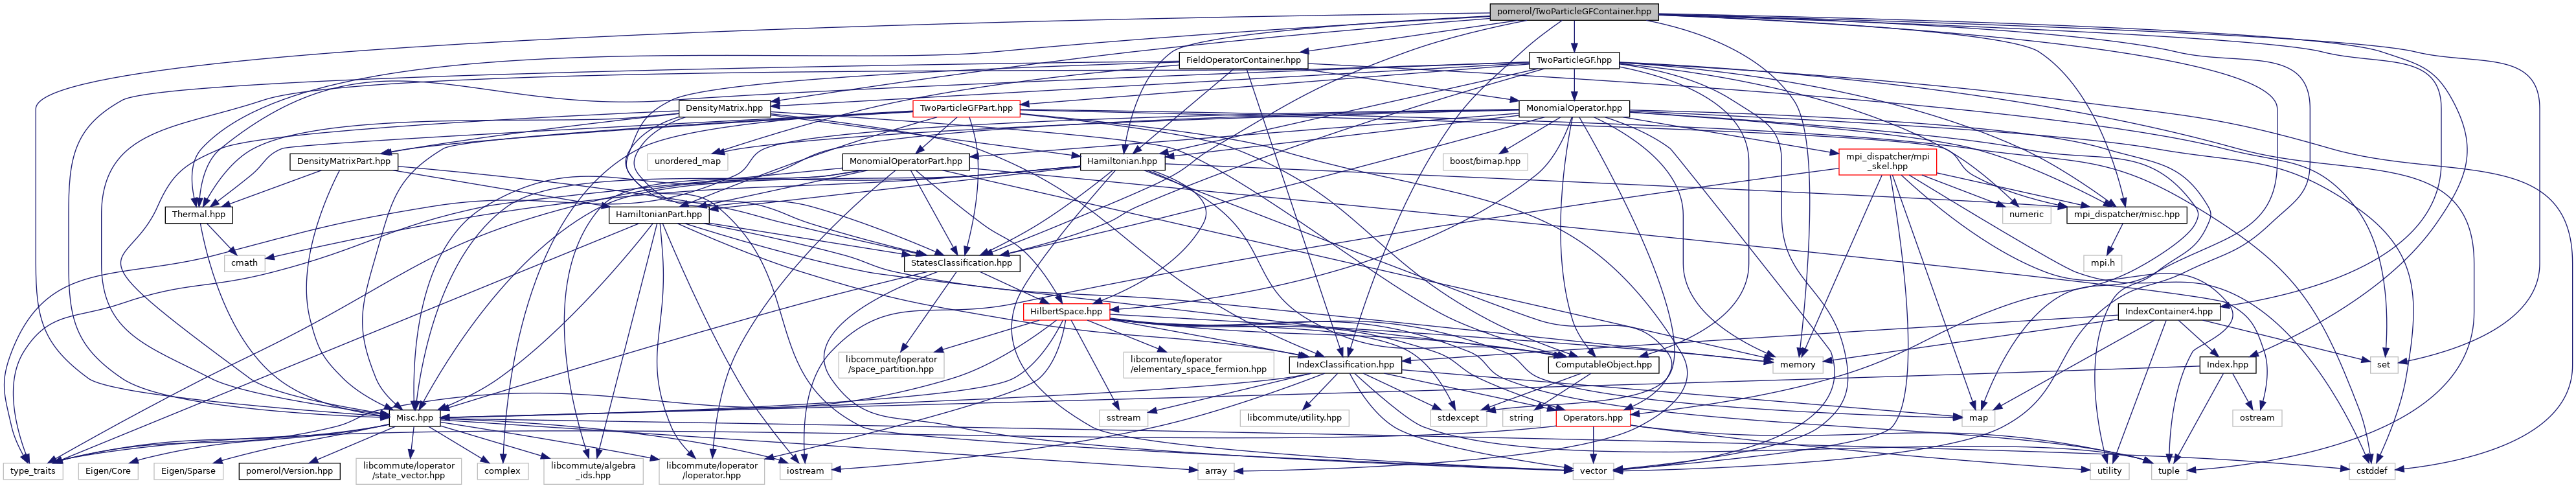 pomerol/TwoParticleGFContainer.hpp
FieldOperatorContainer.hpp
TwoParticleGF.hpp
DensityMatrix.hpp
TwoParticleGFPart.hpp
MonomialOperator.hpp
DensityMatrixPart.hpp
unordered_map
MonomialOperatorPart.hpp
Hamiltonian.hpp
boost/bimap.hpp
mpi_dispatcher/mpi
_skel.hpp
Thermal.hpp
HamiltonianPart.hpp
numeric
mpi_dispatcher/misc.hpp
cmath
StatesClassification.hpp
mpi.h
HilbertSpace.hpp
IndexContainer4.hpp
libcommute/loperator
/space_partition.hpp
libcommute/loperator
/elementary_space_fermion.hpp
IndexClassification.hpp
ComputableObject.hpp
memory
set
Index.hpp
Misc.hpp
sstream
libcommute/utility.hpp
stdexcept
string
Operators.hpp
map
ostream
type_traits
Eigen/Core
Eigen/Sparse
pomerol/Version.hpp
libcommute/loperator
/state_vector.hpp
complex
libcommute/algebra
_ids.hpp
libcommute/loperator
/loperator.hpp
iostream
array
vector
utility
tuple
cstddef